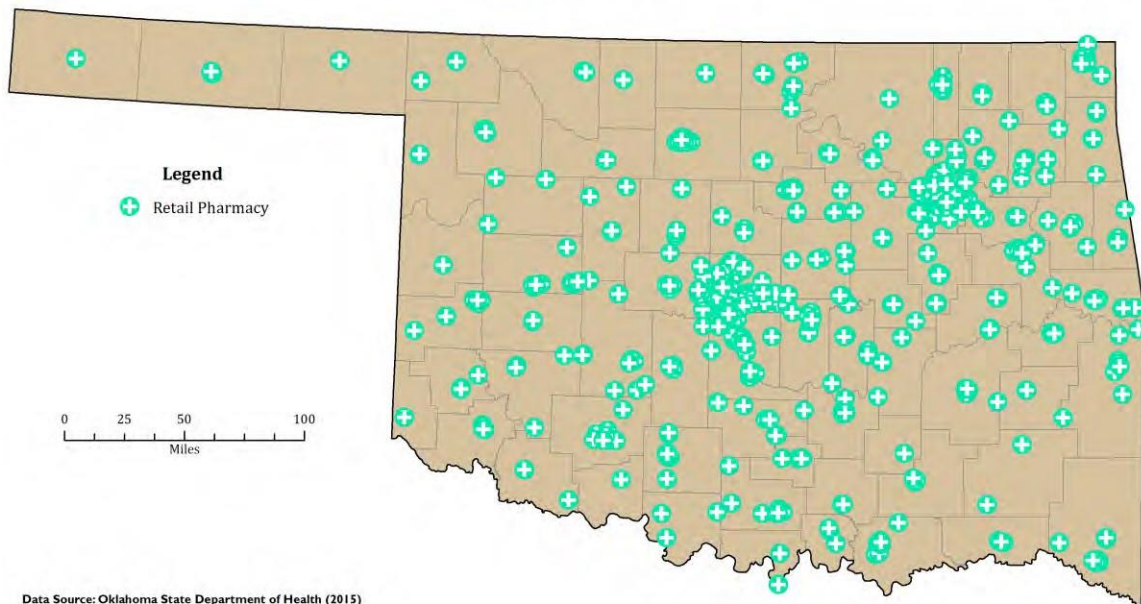 Legend
Retail Pharmacy
0 25 50 100
Miles
Data Source: Oklahoma State Department of Health (2015)